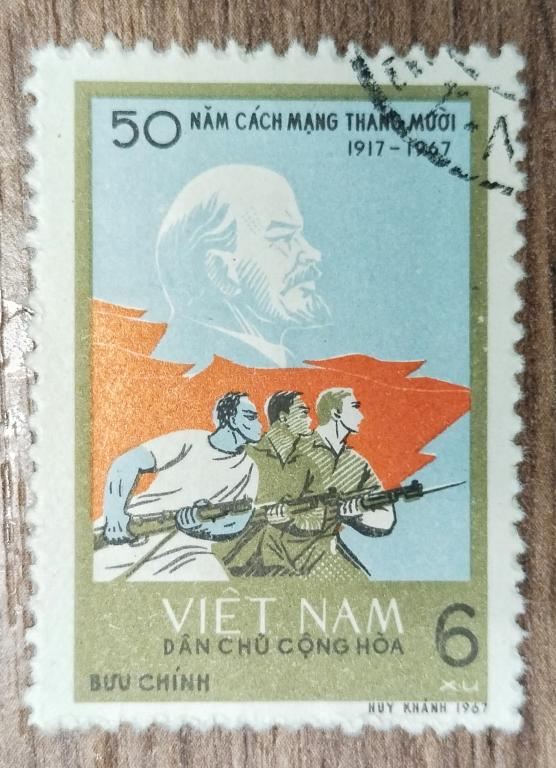 50 NĂM CÁCH MẠNG THÁNG MƯỜI
1917-1967
VIỆT NAM
DÂN CHỦ CỘNG HÒA
6
XU
BƯU CHÍNH
HUY KHÁNH 1967